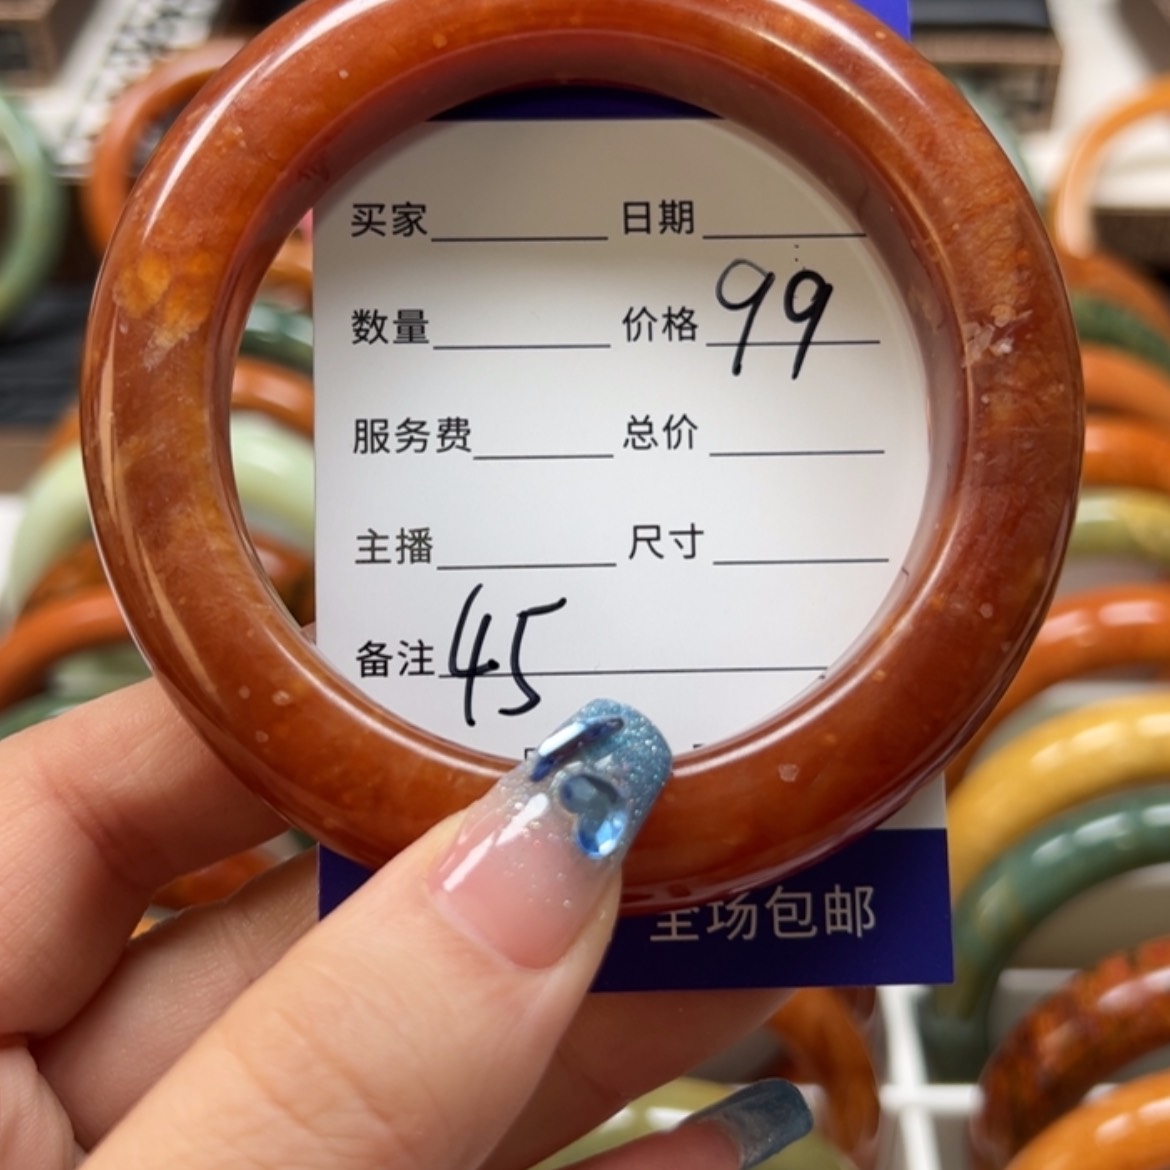 买家 日期
数量 价格 99
服务费 总价
主播 尺寸
备注 45
全场包邮